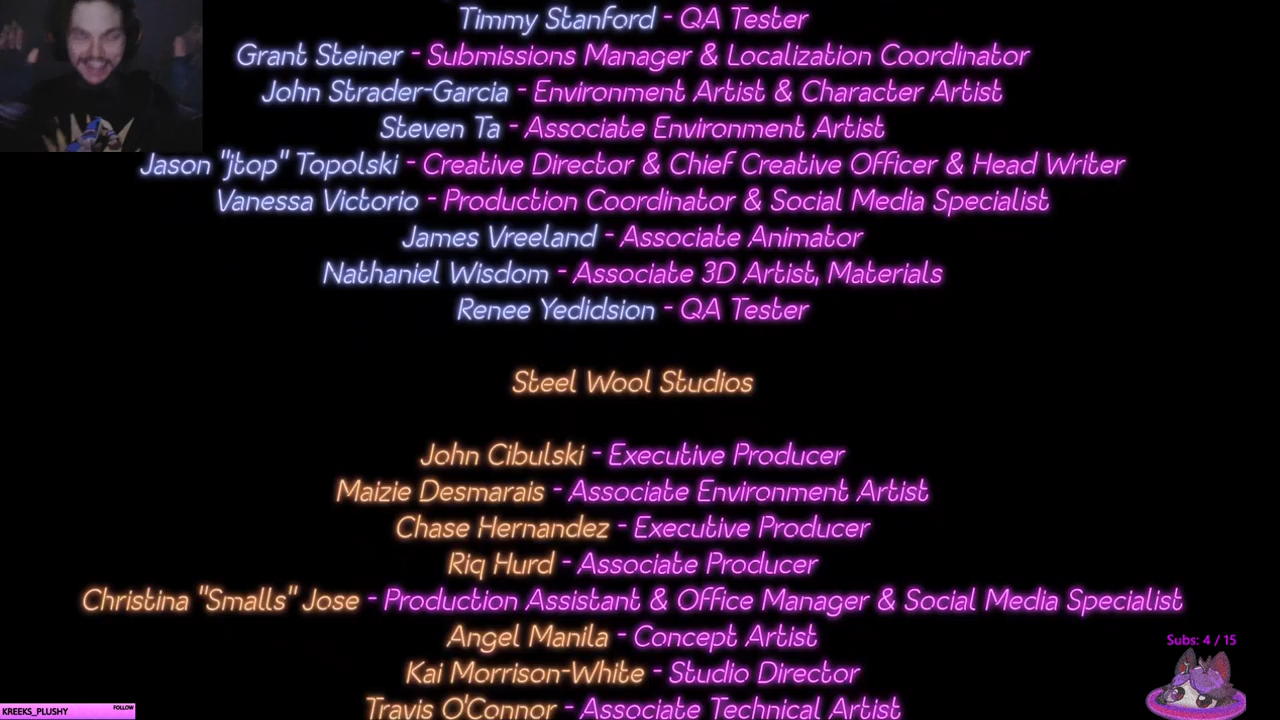 Timmy Stanford - QA Tester
Grant Steiner - Submissions Manager & Localization Coordinator
John Strader-Garcia - Environment Artist & Character Artist
Steven Ta - Associate Environment Artist
Jason "jtop" Topolski - Creative Director & Chief Creative Officer & Head Writer
Vanessa Victorio - Production Coordinator & Social Media Specialist
James Vreeland - Associate Animator
Nathaniel Wisdom - Associate 3D Artist, Materials
Renee Yedidsion - QA Tester
Steel Wool Studios
John Cibulski - Executive Producer
Maizie Desmarais - Associate Environment Artist
Chase Hernandez - Executive Producer
Riq Hurd - Associate Producer
Christina "Smalls" Jose - Production Assistant & Office Manager & Social Media Specialist
Angel Manila - Concept Artist
Kai Morrison-White - Studio Director
Travis O'Connor - Associate Technical Artist
Subs: 4 / 15
KREEKS_PLUSHY FOLLOW